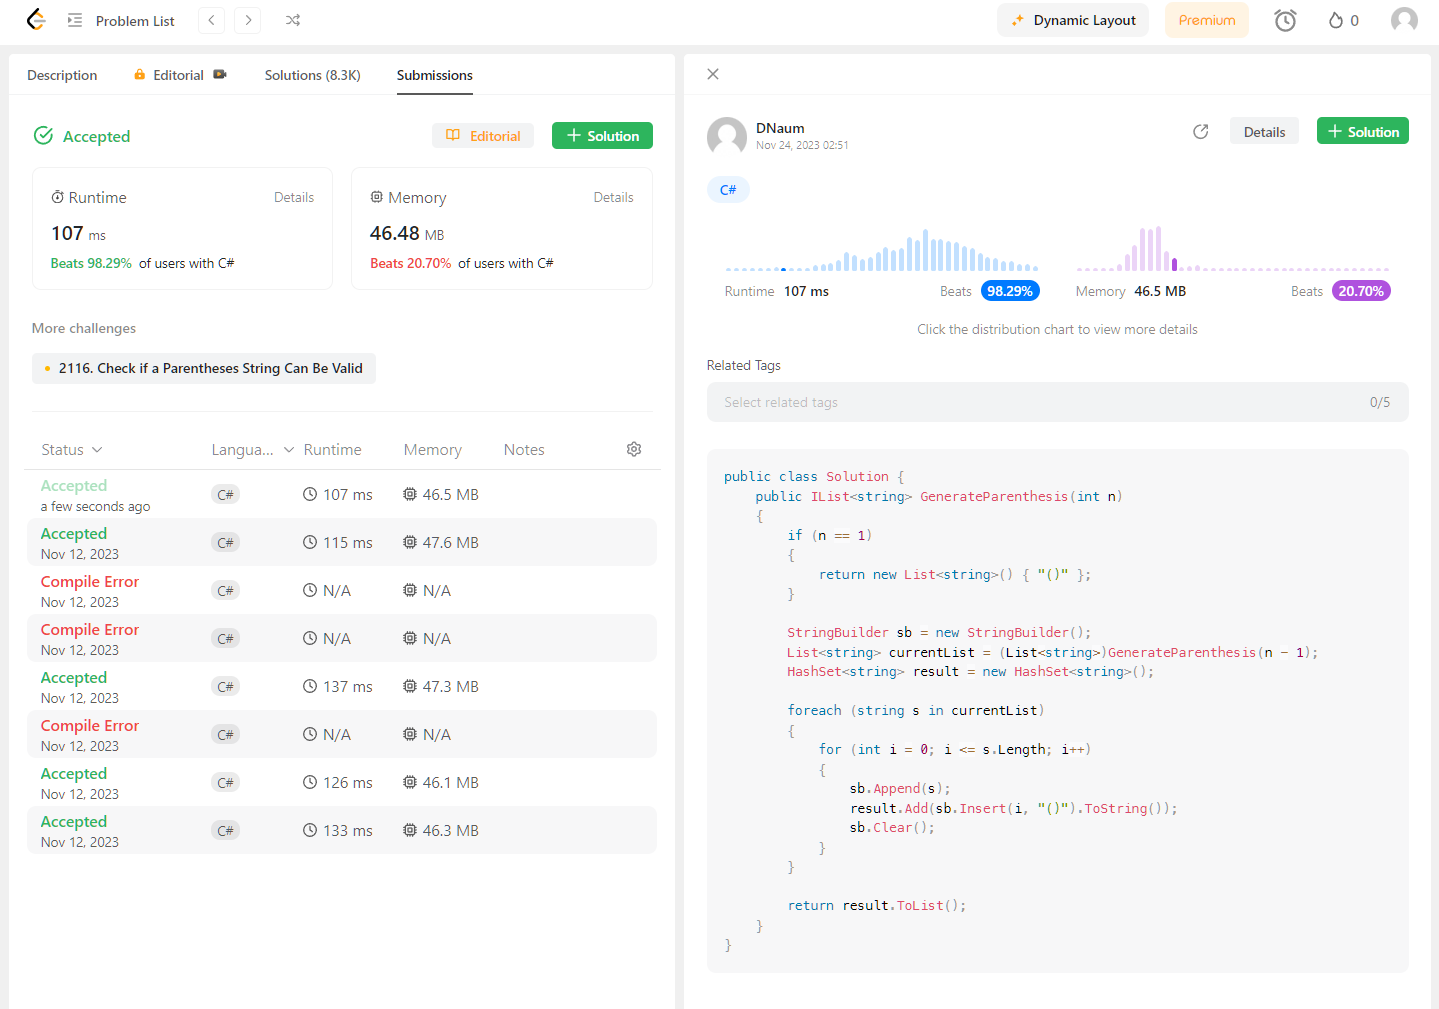 Problem List
Dynamic Layout
Premium
0
Description
Editorial
Solutions (8.3K)
Submissions
Accepted
Editorial
Solution
Runtime
Details
107 ms
Beats 98.29% of users with C#
Memory
Details
46.48 MB
Beats 20.70% of users with C#
More challenges
2116. Check if a Parentheses String Can Be Valid
Status
Langua...
Runtime
Memory
Notes
Accepted
a few seconds ago
C#
107 ms
46.5 MB
Accepted
Nov 12, 2023
C#
115 ms
47.6 MB
Compile Error
Nov 12, 2023
C#
N/A
N/A
Compile Error
Nov 12, 2023
C#
N/A
N/A
Accepted
Nov 12, 2023
C#
137 ms
47.3 MB
Compile Error
Nov 12, 2023
C#
N/A
N/A
Accepted
Nov 12, 2023
C#
126 ms
46.1 MB
Accepted
Nov 12, 2023
C#
133 ms
46.3 MB
DNaum
Nov 24, 2023 02:51
Details
Solution
C#
Runtime 107 ms
Beats 98.29%
Memory 46.5 MB
Beats 20.70%
Click the distribution chart to view more details
Related Tags
Select related tags
0/5
public class Solution {
    public IList<string> GenerateParenthesis(int n)
    {
        if (n == 1)
        {
            return new List<string>() { "()" };
        }

        StringBuilder sb = new StringBuilder();
        List<string> currentList = (List<string>)GenerateParenthesis(n - 1);
        HashSet<string> result = new HashSet<string>();

        foreach (string s in currentList)
        {
            for (int i = 0; i <= s.Length; i++)
            {
                sb.Append(s);
                result.Add(sb.Insert(i, "()").ToString());
                sb.Clear();
            }
        }

        return result.ToList();
    }
}